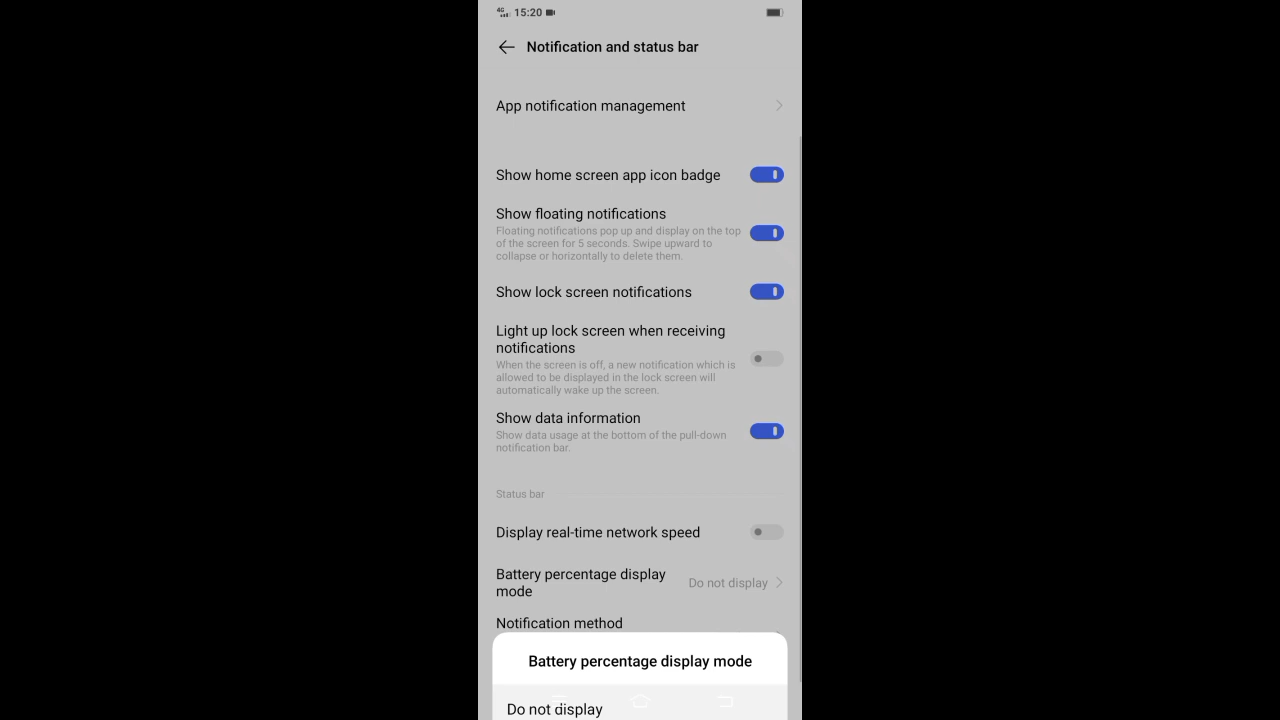 4G 15:20
Notification and status bar
App notification management
Show home screen app icon badge
Show floating notifications
Floating notifications pop up and display on the top
of the screen for 5 seconds. Swipe upward to
collapse or horizontally to delete them.
Show lock screen notifications
Light up lock screen when receiving
notifications
When the screen is off, a new notification which is
allowed to be displayed in the lock screen will
automatically wake up the screen.
Show data information
Show data usage at the bottom of the pull-down
notification bar.
Status bar
Display real-time network speed
Battery percentage display
mode
Do not display
Notification method
Battery percentage display mode
Do not display